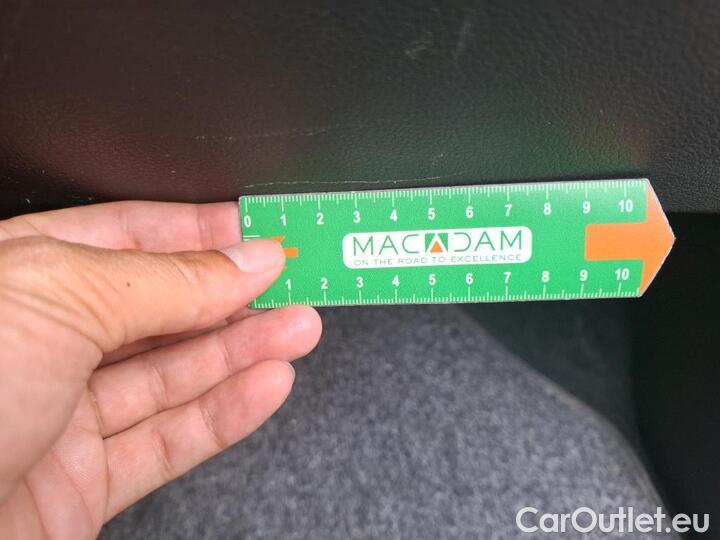 0 1 2 3 4 5 6 7 8 9 10
MACADAM
ON THE ROAD TO EXCELLENCE
1 2 3 4 5 6 7 8 9 10
CarOutlet.eu